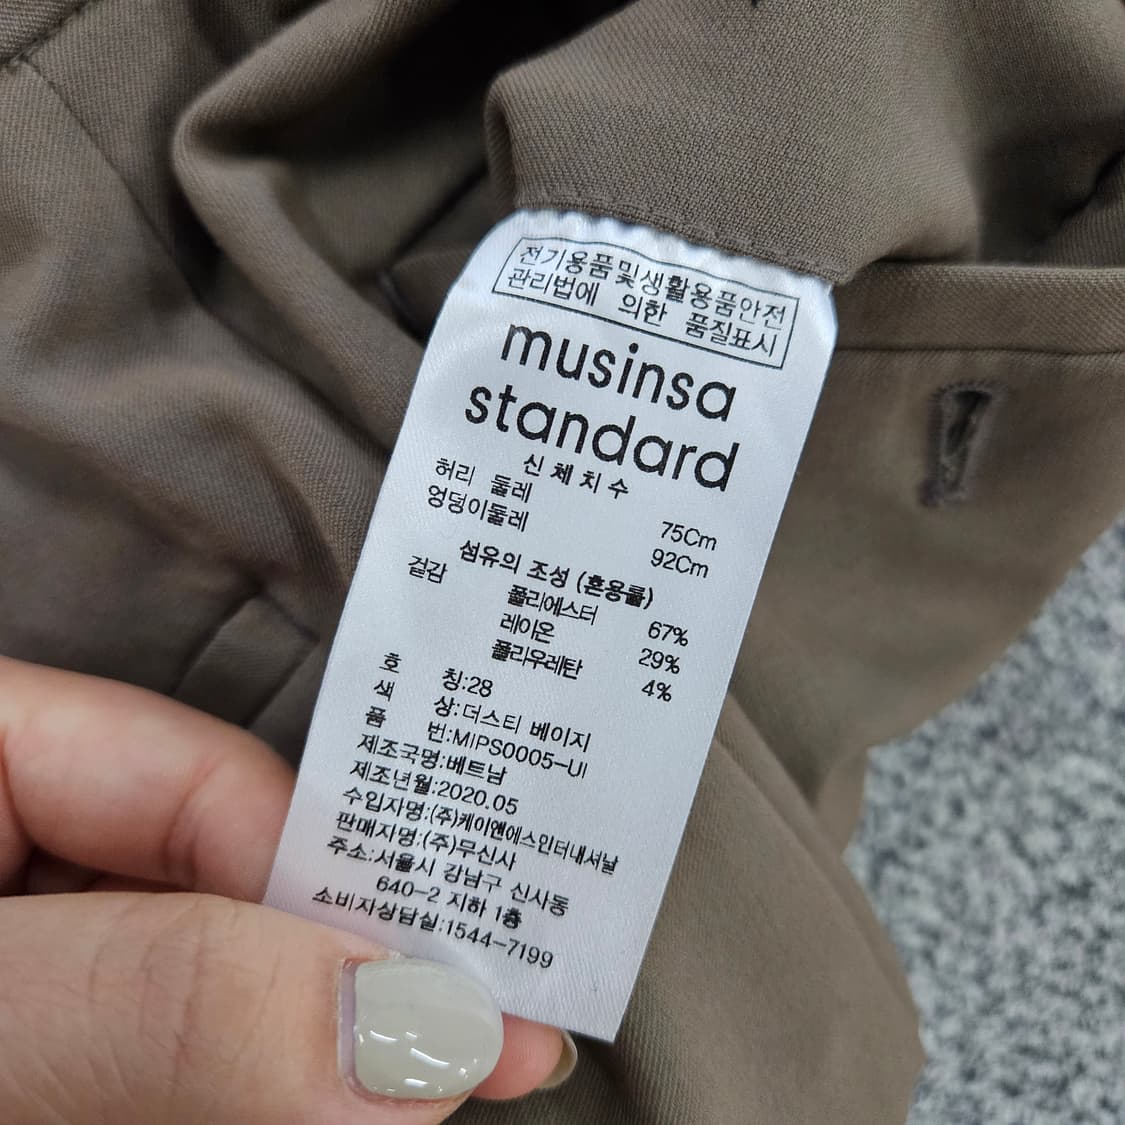 전기용품및생활용품안전
관리법에 의한 품질표시
musinsa
standard
신체치수
허리 둘레 75Cm
엉덩이둘레 92Cm
섬유의 조성 (혼용률)
겉감
폴리에스터 67%
레이온 29%
폴리우레탄 4%
호 칭:28
색 상:더스티 베이지
품 번:MIPS0005-UI
제조국명:베트남
제조년월:2020.05
수입자명:(주)케이앤에스인터내셔날
판매자명:(주)무신사
주소:서울시 강남구 신사동
640-2 지하 1층
소비자상담실:1544-7199